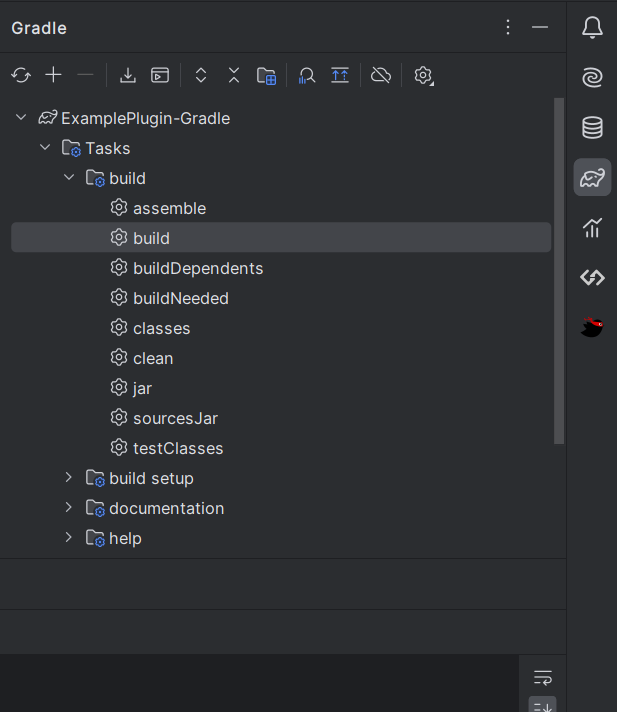 Gradle
ExamplePlugin-Gradle
Tasks
build
assemble
build
buildDependents
buildNeeded
classes
clean
jar
sourcesJar
testClasses
build setup
documentation
help